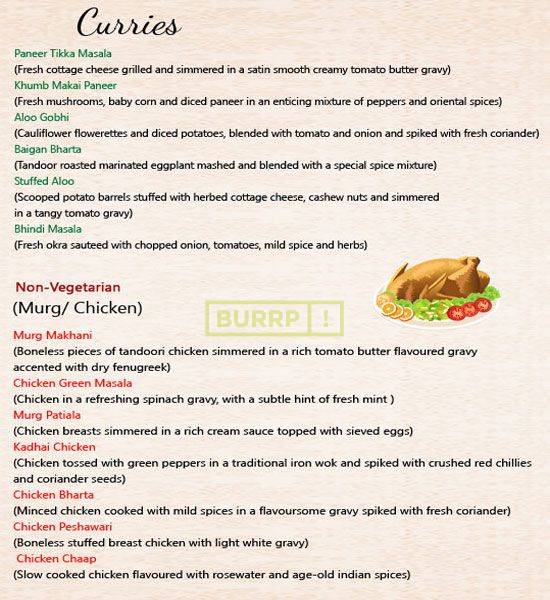 Curries
Paneer Tikka Masala
(Fresh cottage cheese grilled and simmered in a satin smooth creamy tomato butter gravy)
Khumb Makai Paneer
(Fresh mushrooms, baby corn and diced paneer in an enticing mixture of peppers and oriental spices)
Aloo Gobhi
(Cauliflower flowerettes and diced potatoes, blended with tomato and onion and spiked with fresh coriander)
Baigan Bharta
(Tandoor roasted marinated eggplant mashed and blended with a special spice mixture)
Stuffed Aloo
(Scooped potato barrels stuffed with herbed cottage cheese, cashew nuts and simmered
in a tangy tomato gravy)
Bhindi Masala
(Fresh okra sauteed with chopped onion, tomatoes, mild spice and herbs)
Non-Vegetarian
(Murg/ Chicken)
BURRP!
Murg Makhani
(Boneless pieces of tandoori chicken simmered in a rich tomato butter flavoured gravy
accented with dry fenugreek)
Chicken Green Masala
(Chicken in a refreshing spinach gravy, with a subtle hint of fresh mint )
Murg Patiala
(Chicken breasts simmered in a rich cream sauce topped with sieved eggs)
Kadhai Chicken
(Chicken tossed with green peppers in a traditional iron wok and spiked with crushed red chillies
and coriander seeds)
Chicken Bharta
(Minced chicken cooked with mild spices in a flavoursome gravy spiked with fresh coriander)
Chicken Peshawari
(Boneless stuffed breast chicken with light white gravy)
Chicken Chaap
(Slow cooked chicken flavoured with rosewater and age-old indian spices)